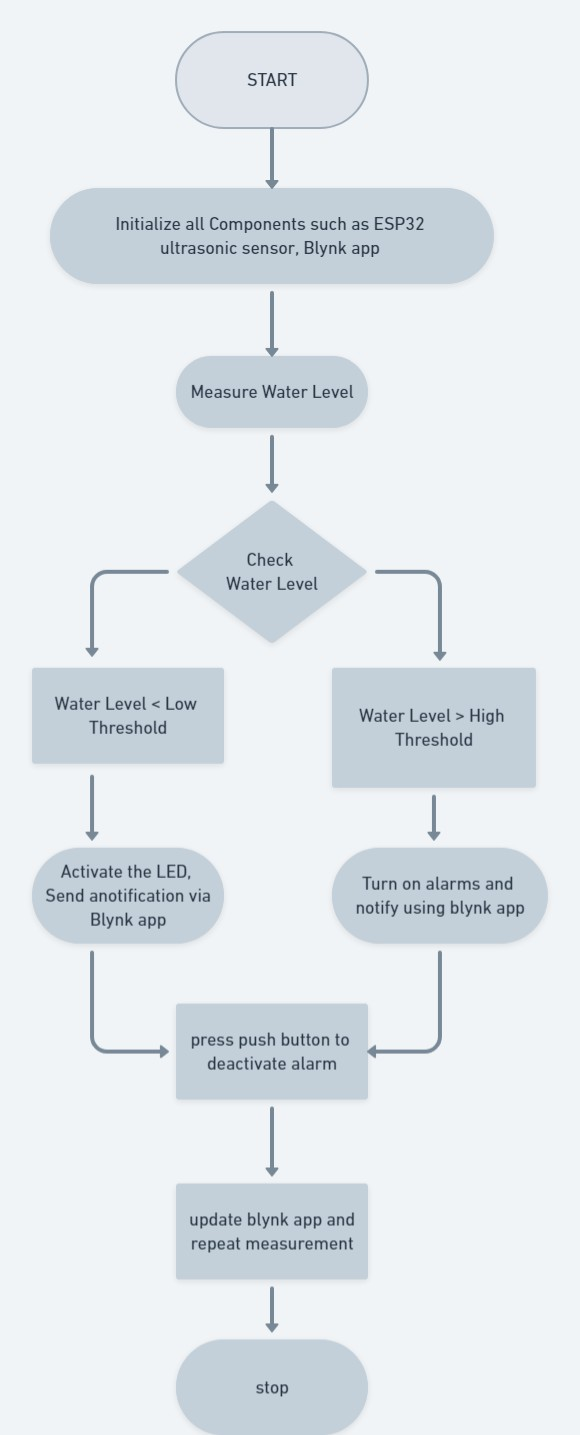 START
Initialize all Components such as ESP32
ultrasonic sensor, Blynk app
Measure Water Level
Check
Water Level
Water Level < Low
Threshold
Water Level > High
Threshold
Activate the LED,
Send anotification via
Blynk app
Turn on alarms and
notify using blynk app
press push button to
deactivate alarm
update blynk app and
repeat measurement
stop